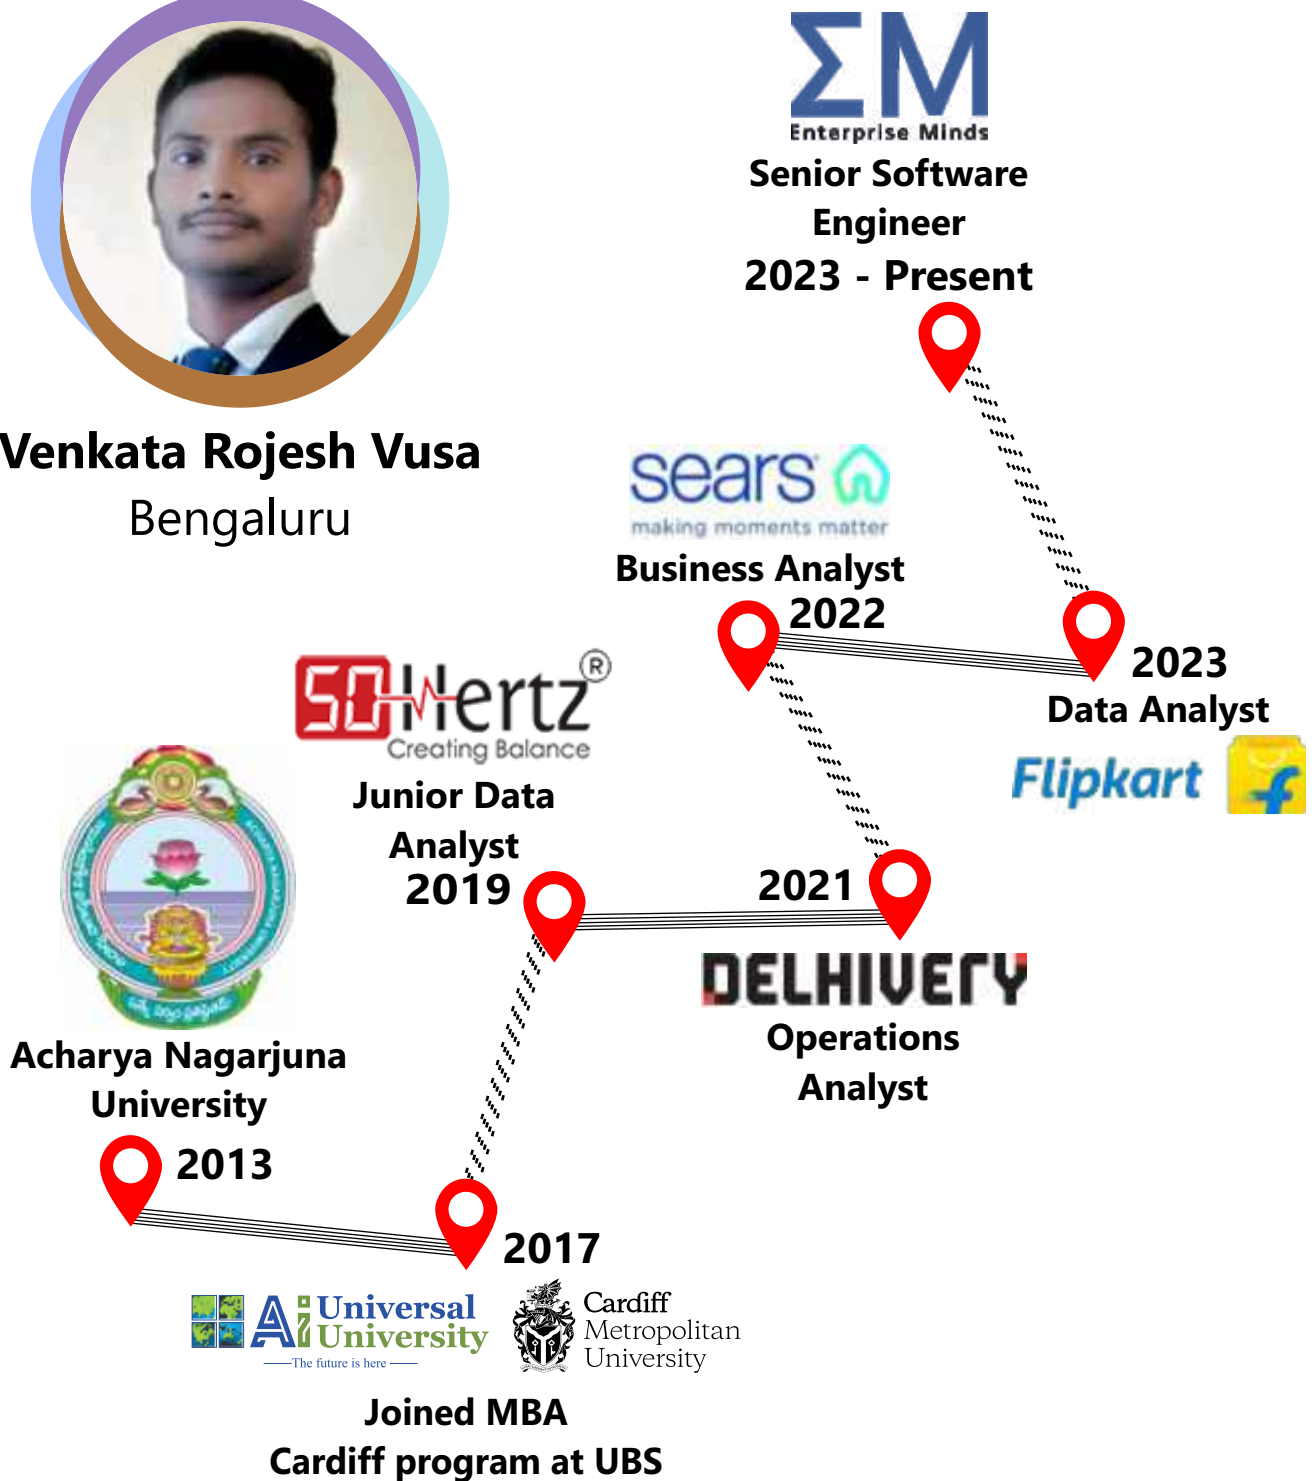 ΣM
Enterprise Minds
Senior Software
Engineer
2023 - Present
Venkata Rojesh Vusa
Bengaluru
sears
making moments matter
Business Analyst
2022
2023
Data Analyst
Flipkart
50Hertz®
Creating Balance
Junior Data
Analyst
2019
2021
DELHIVERY
Operations
Analyst
Acharya Nagarjuna
University
2013
2017
Ai Universal
University
The future is here
Cardiff
Metropolitan
University
Joined MBA
Cardiff program at UBS